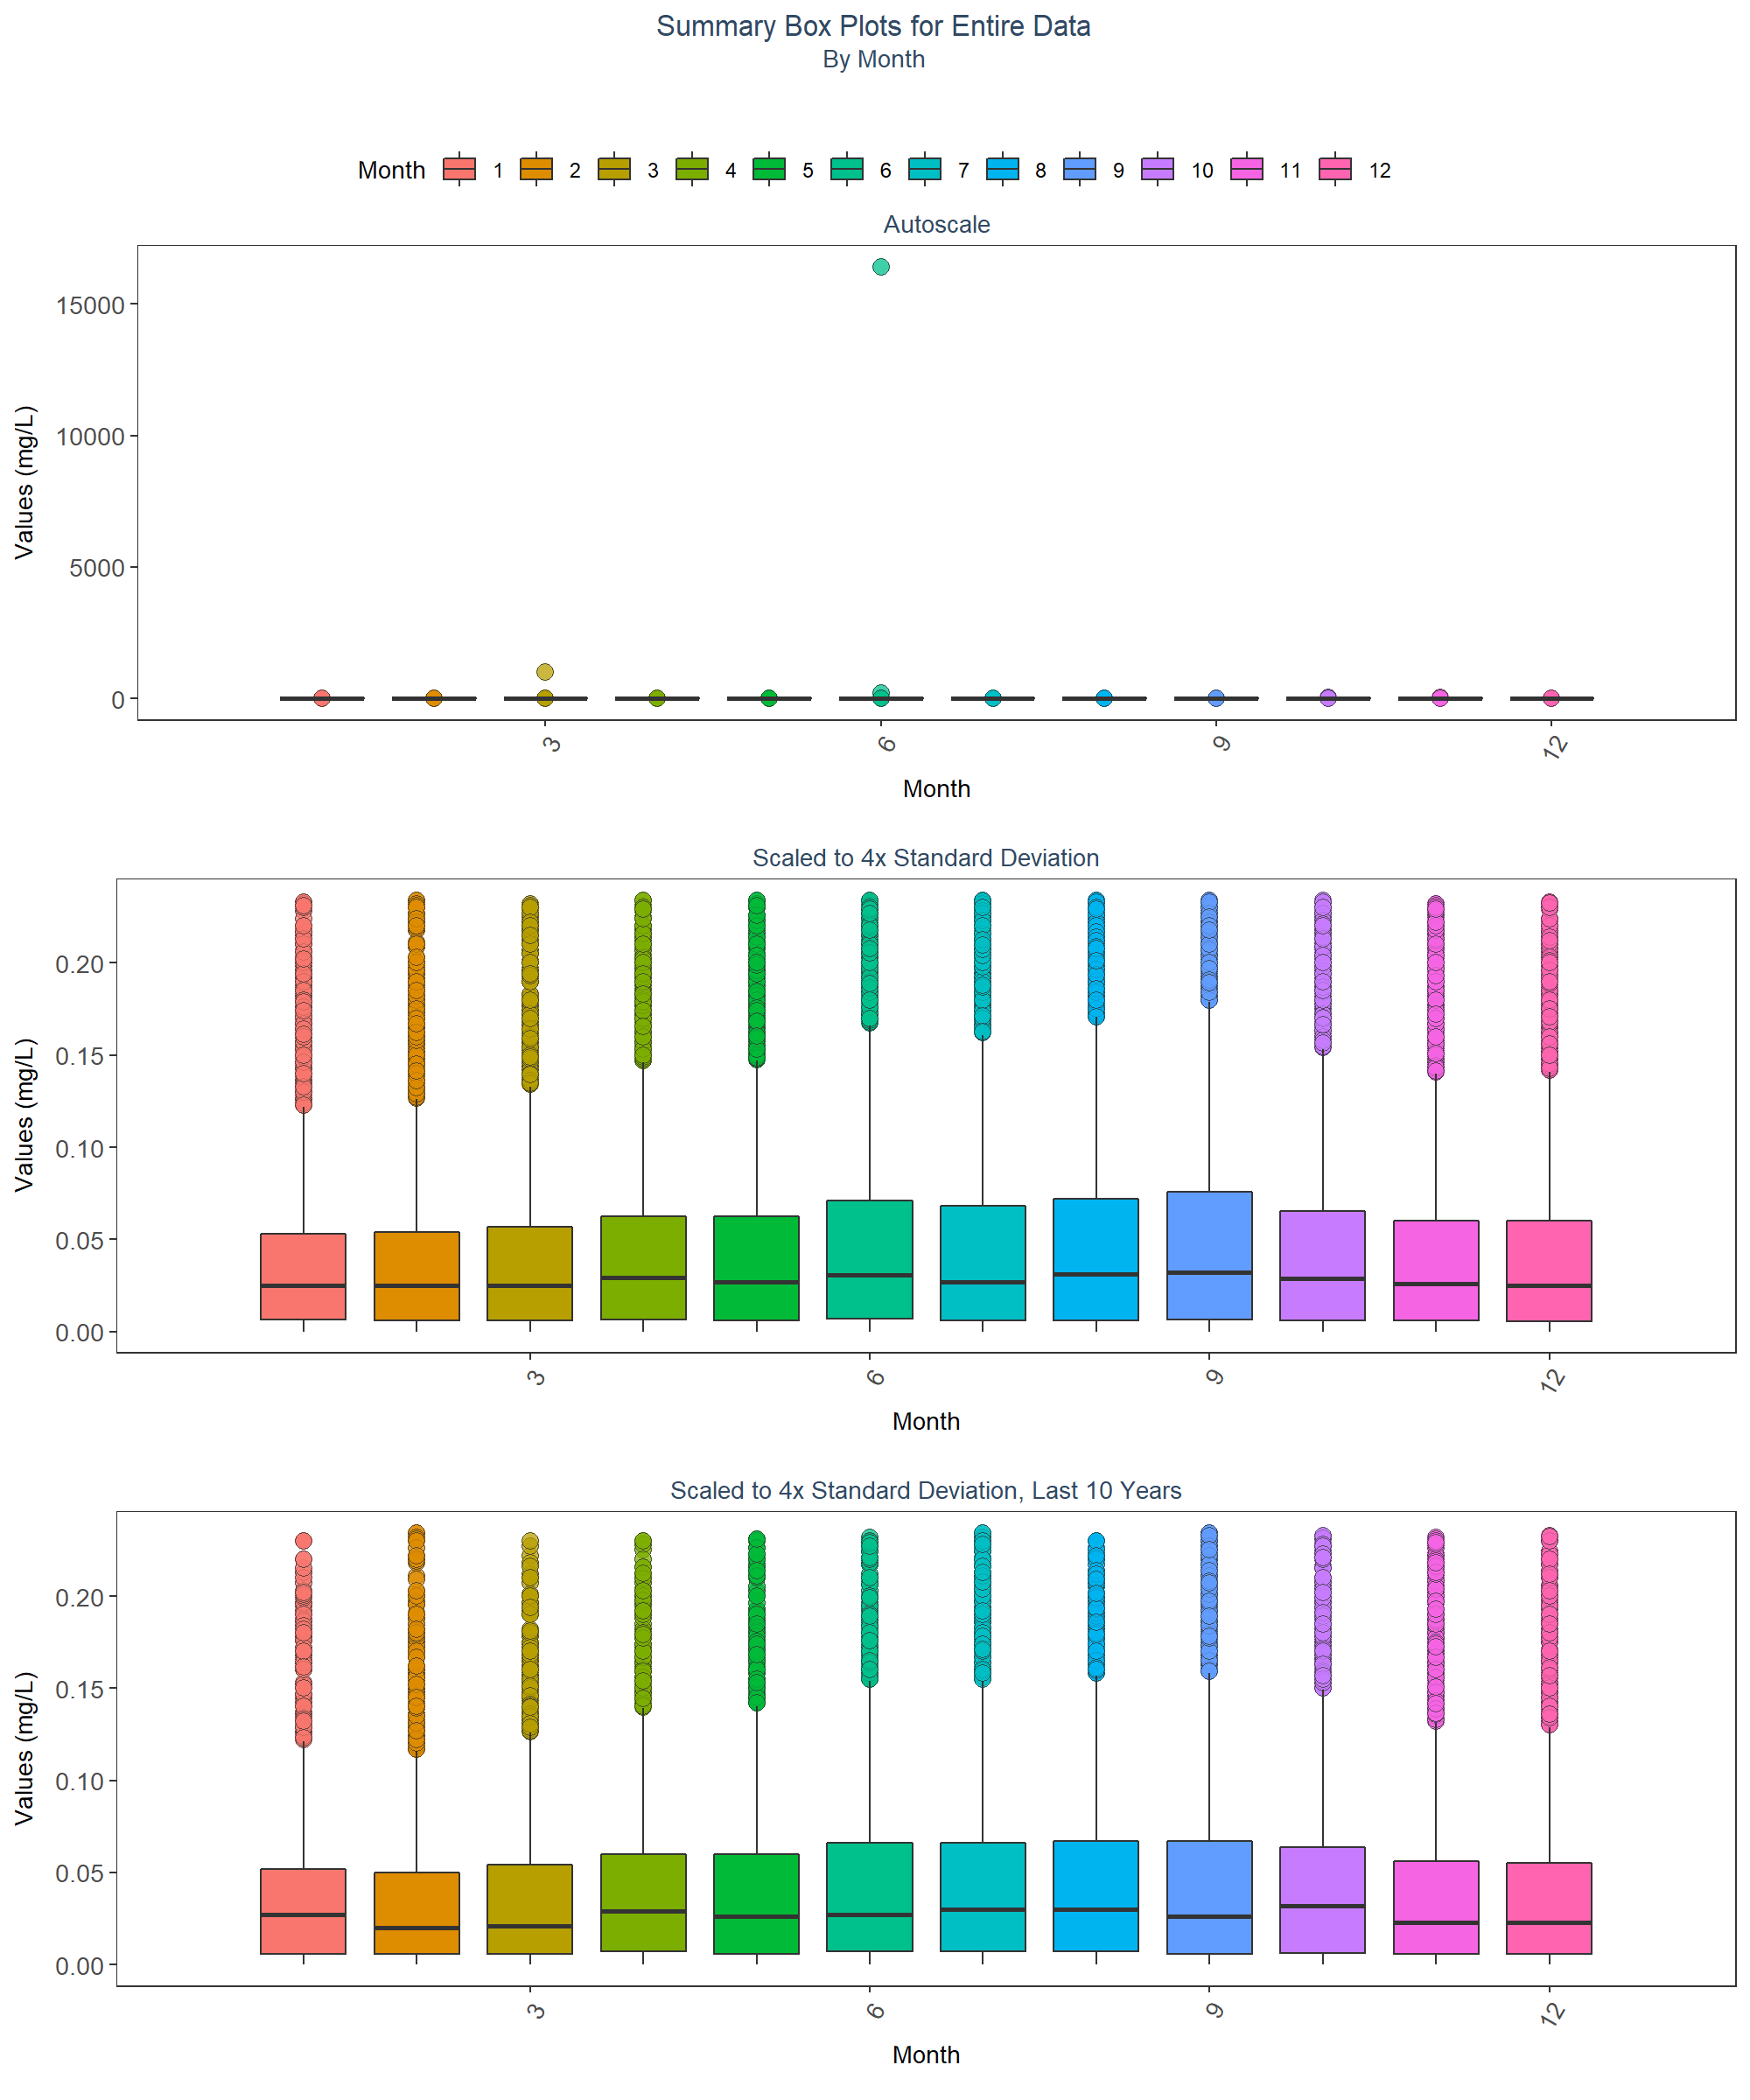 Summary Box Plots for Entire Data
By Month
Month 1 2 3 4 5 6 7 8 9 10 11 12
Autoscale
Values (mg/L)
15000
10000
5000
0
3 6 9 12
Month
Scaled to 4x Standard Deviation
Values (mg/L)
0.20
0.15
0.10
0.05
0.00
3 6 9 12
Month
Scaled to 4x Standard Deviation, Last 10 Years
Values (mg/L)
0.20
0.15
0.10
0.05
0.00
3 6 9 12
Month